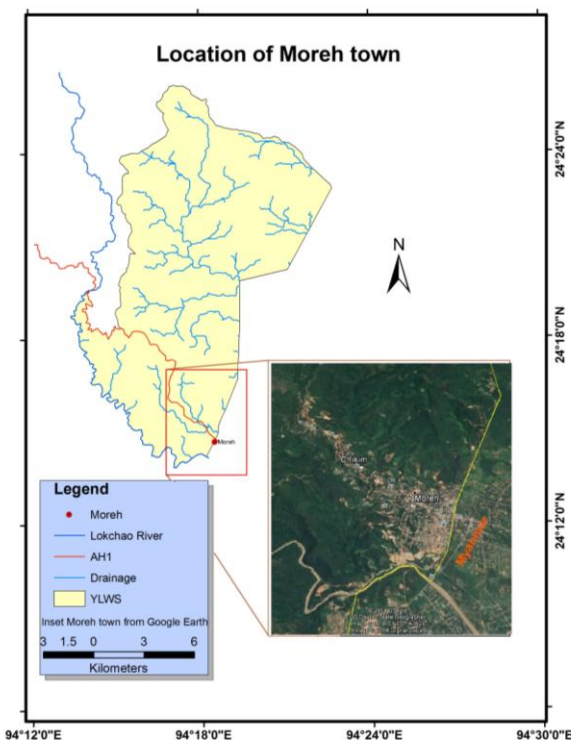 Location of Moreh town
24°24'0"N
N
24°18'0"N
Moreh
Chikim
Moreh
Myanmar
24°12'0"N
Legend
Moreh
Lokchao River
AH1
Drainage
YLWS
Inset Moreh town from Google Earth
3 1.5 0 3 6
Kilometers
94°12'0"E 94°18'0"E 94°24'0"E 94°30'0"E